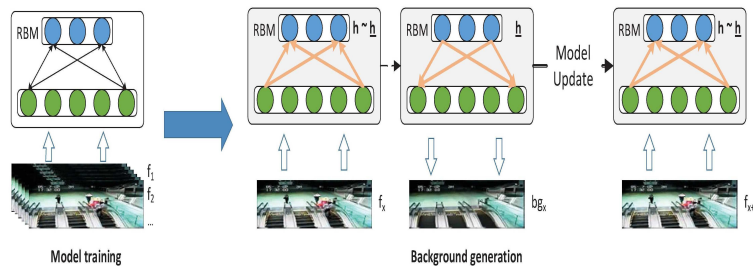 RBM
f1
f2
...
Model training
RBM
h ~ h
fx
RBM
h
bgx
Background generation
Model
Update
RBM
h ~ h
fx+